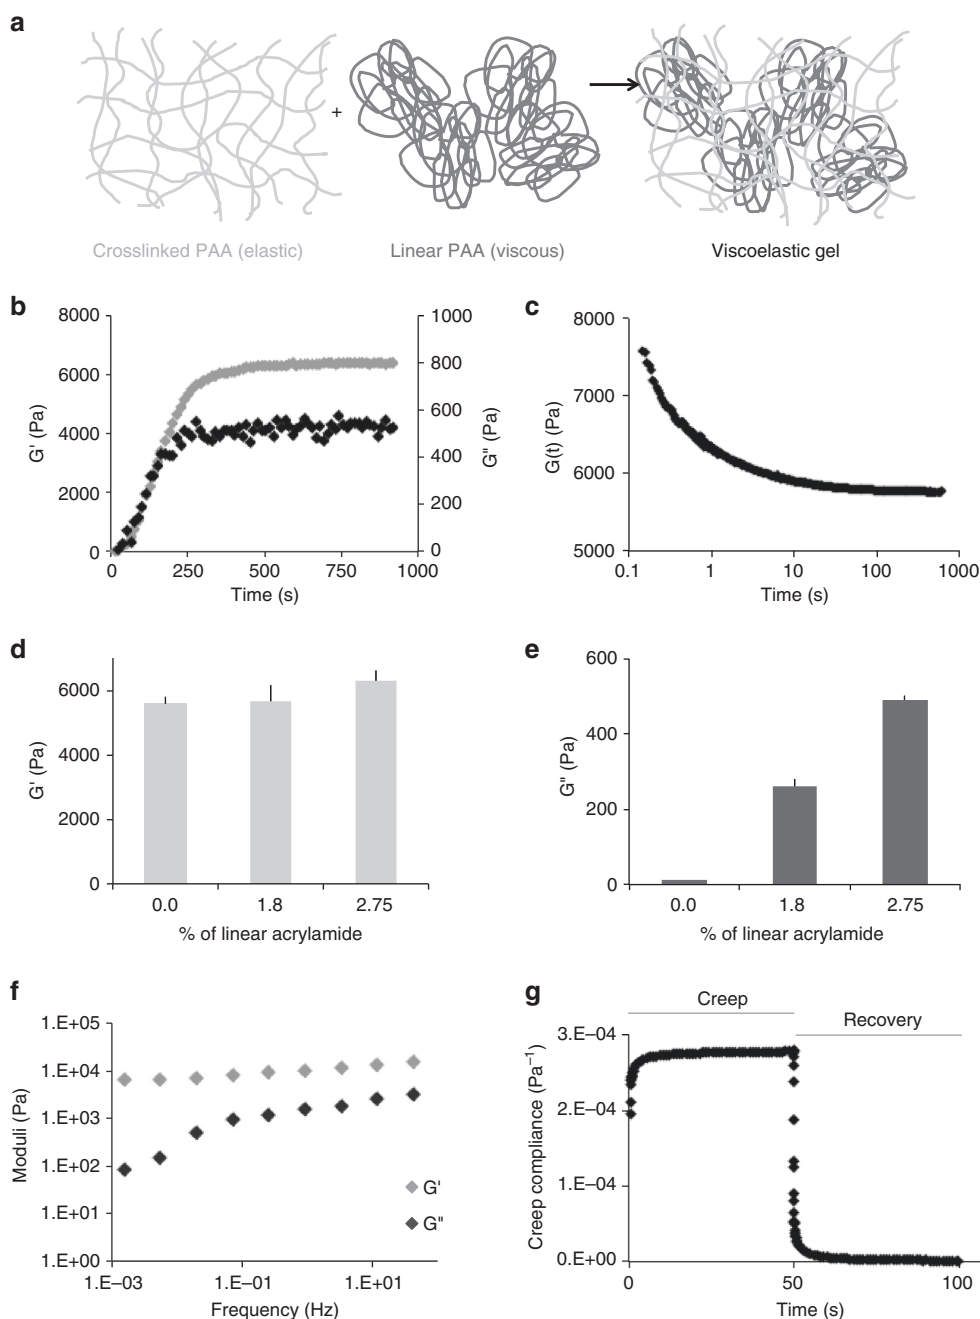 a
+
Crosslinked PAA (elastic)
Linear PAA (viscous)
Viscoelastic gel
b
8000
6000
4000
2000
0
G' (Pa)
1000
800
600
400
200
0
G" (Pa)
0
250
500
750
1000
Time (s)
c
8000
7000
6000
5000
G(t) (Pa)
0.1
1
10
100
1000
Time (s)
d
6000
4000
2000
0
G' (Pa)
0.0
1.8
2.75
% of linear acrylamide
e
600
400
200
0
G" (Pa)
0.0
1.8
2.75
% of linear acrylamide
f
1.E+05
1.E+04
1.E+03
1.E+02
1.E+01
1.E+00
Moduli (Pa)
G'
G"
1.E–03
1.E–01
1.E+01
Frequency (Hz)
g
Creep
Recovery
3.E–04
2.E–04
1.E–04
0.E+00
Creep compliance (Pa⁻¹)
0
50
100
Time (s)